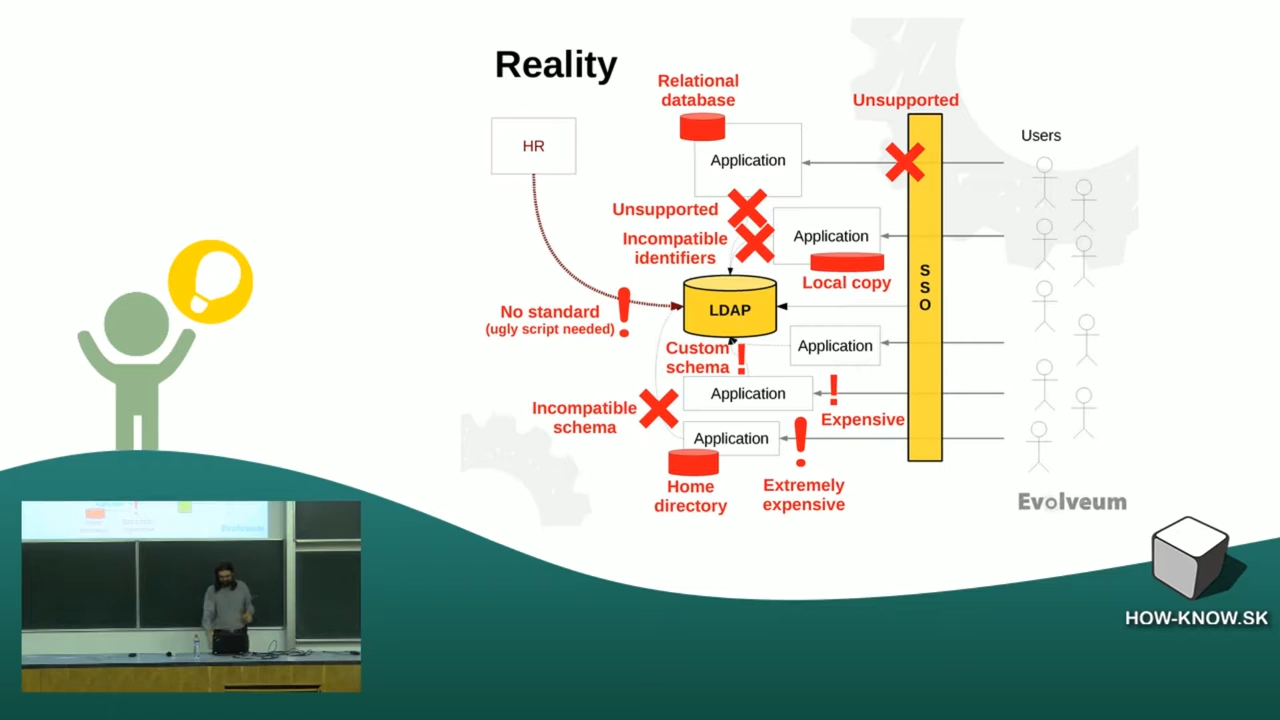 Reality
Relational
database
Unsupported
Users
HR
Application
Unsupported
Application
Incompatible
identifiers
Local copy
S
S
O
No standard
(ugly script needed)
LDAP
Custom
schema
Application
Application
Incompatible
schema
Expensive
Application
Home
directory
Extremely
expensive
Evolveum
HOW-KNOW.SK
Evolveum